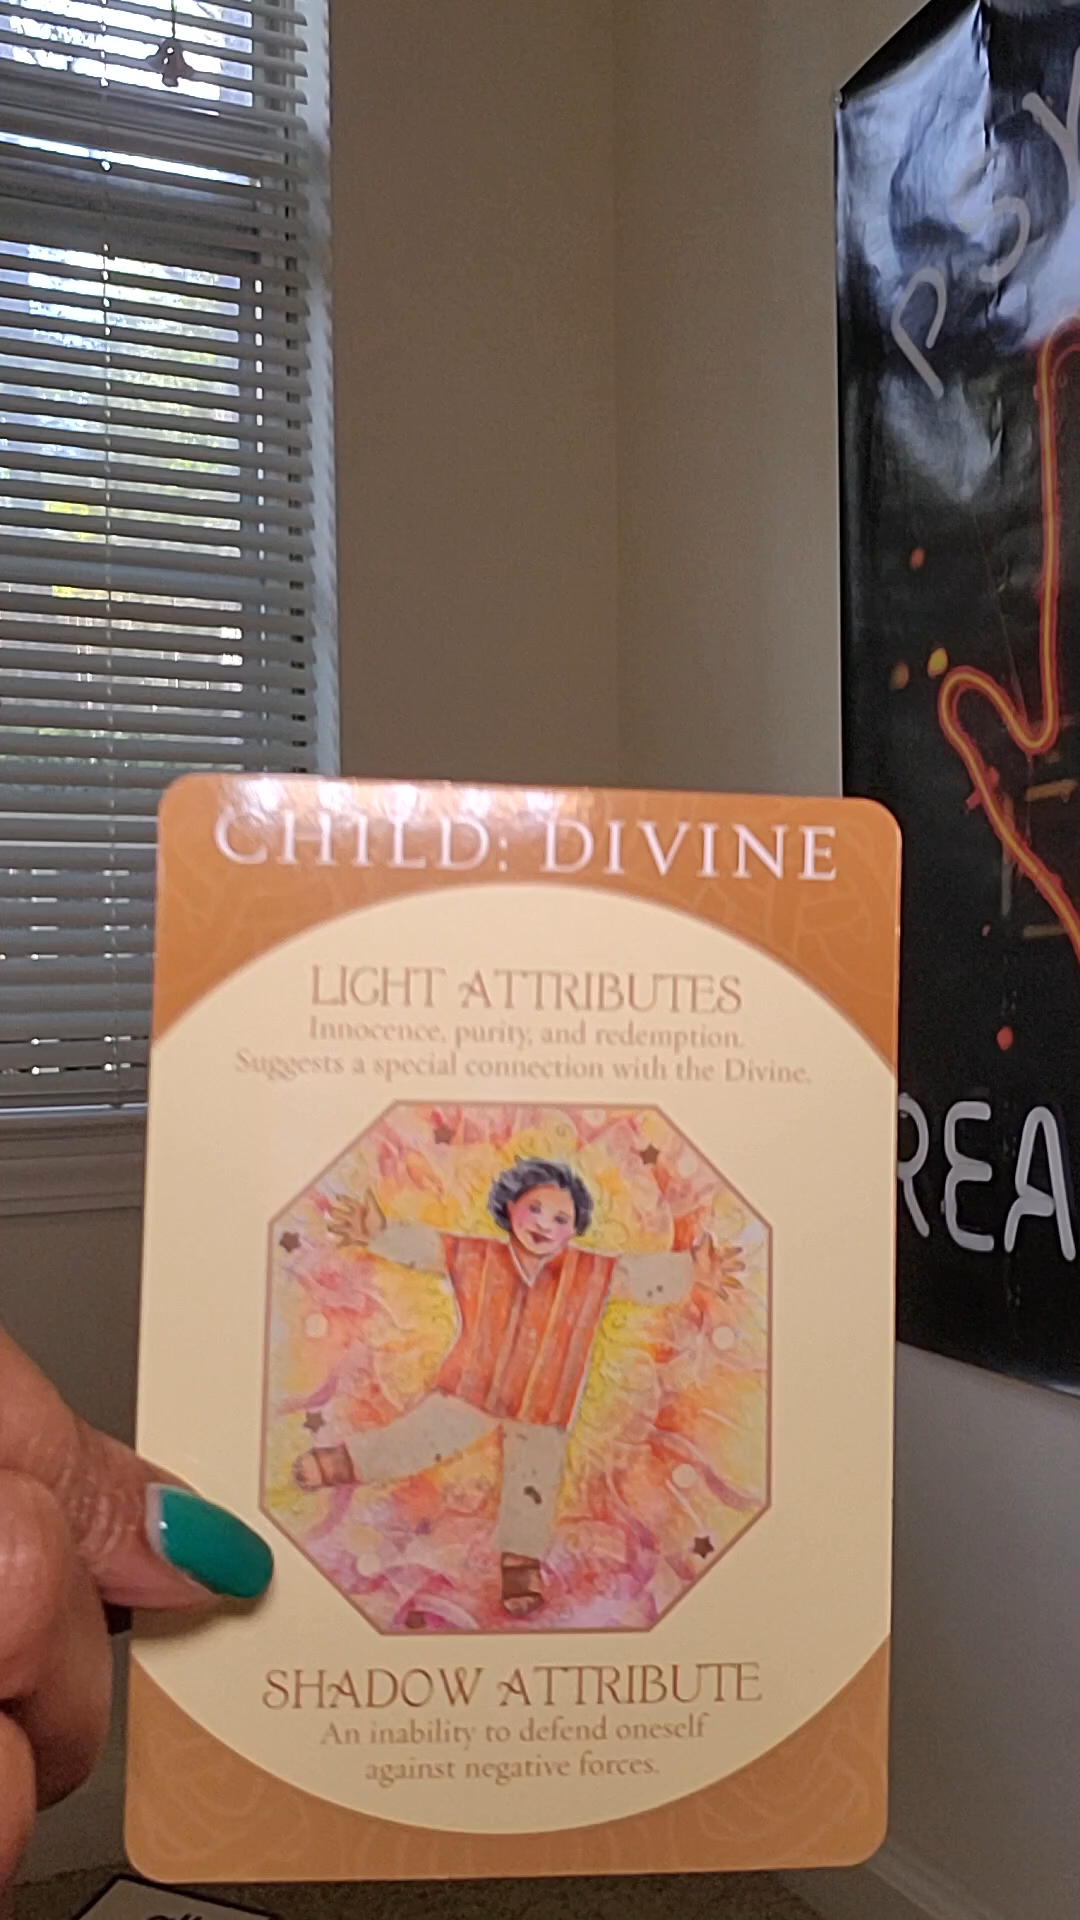 PSY
REA
CHILD: DIVINE
LIGHT ATTRIBUTES
Innocence, purity, and redemption.
Suggests a special connection with the Divine.
SHADOW ATTRIBUTE
An inability to defend oneself
against negative forces.